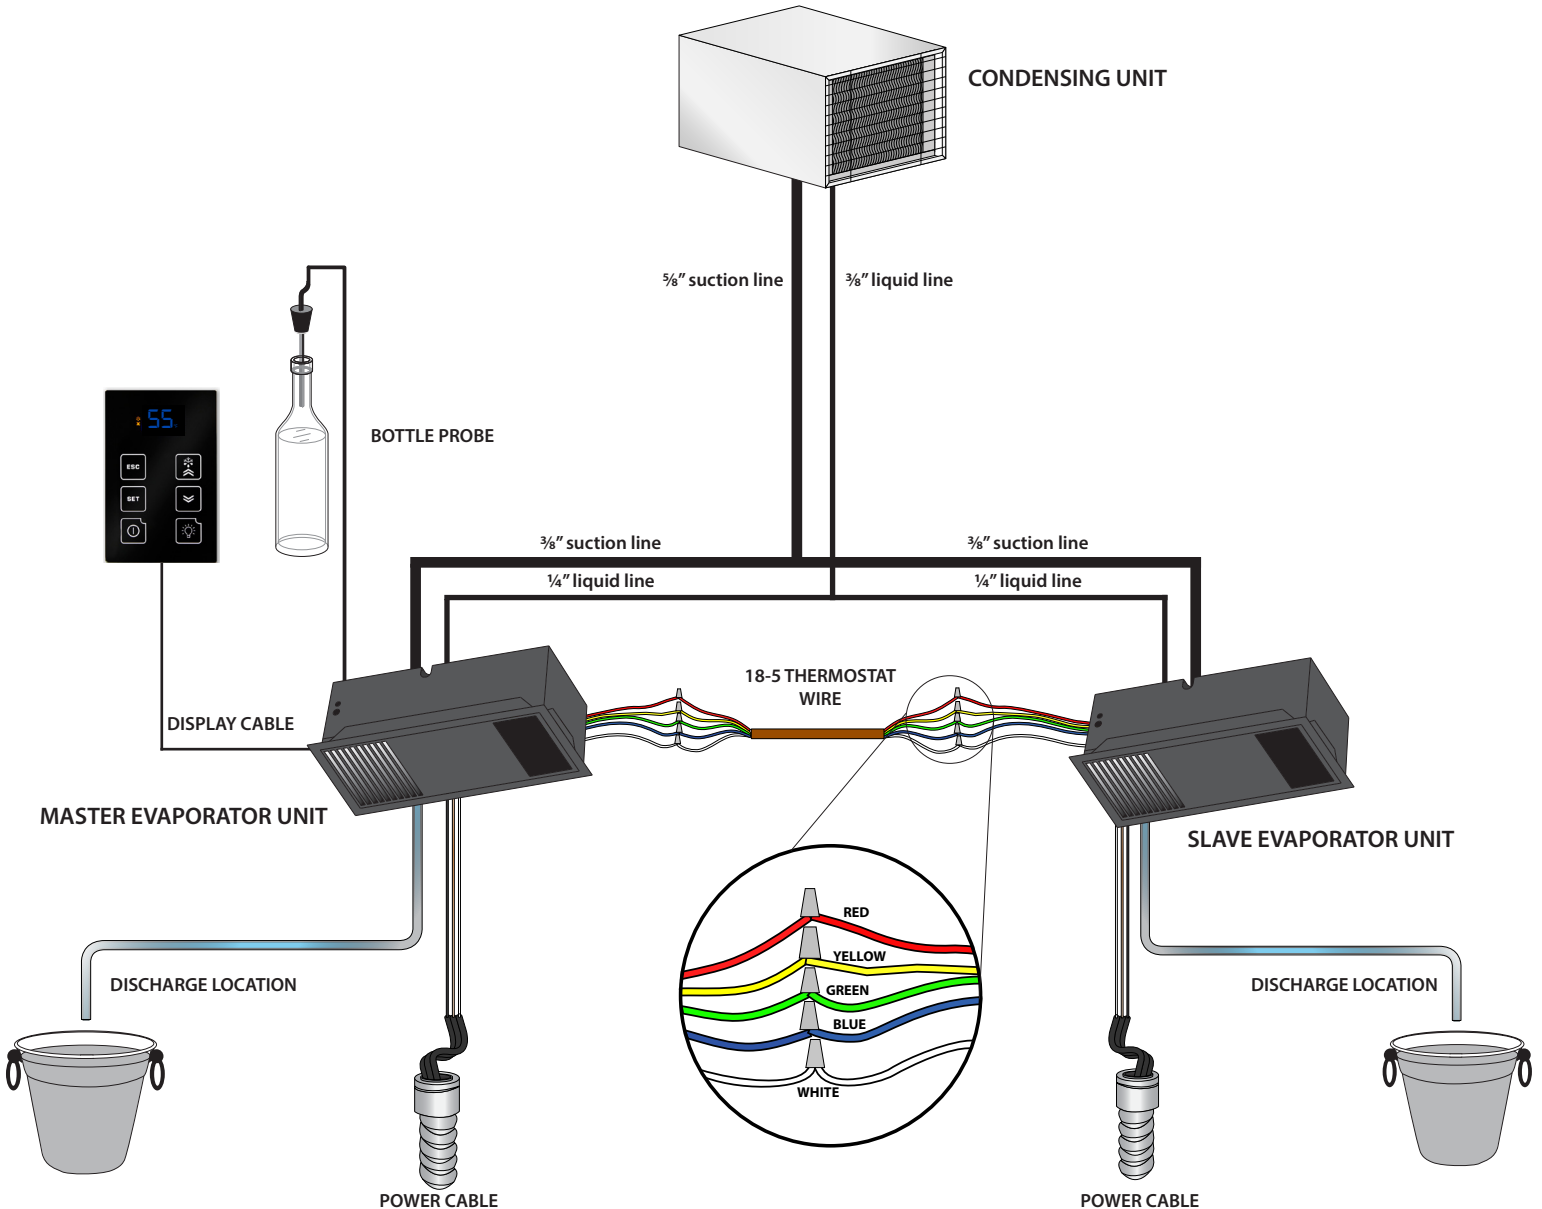 CONDENSING UNIT
⅝” suction line
⅜” liquid line
55
ESC
SET
BOTTLE PROBE
⅜” suction line
⅜” suction line
¼” liquid line
¼” liquid line
18-5 THERMOSTAT
WIRE
DISPLAY CABLE
MASTER EVAPORATOR UNIT
SLAVE EVAPORATOR UNIT
RED
YELLOW
GREEN
BLUE
WHITE
DISCHARGE LOCATION
DISCHARGE LOCATION
POWER CABLE
POWER CABLE